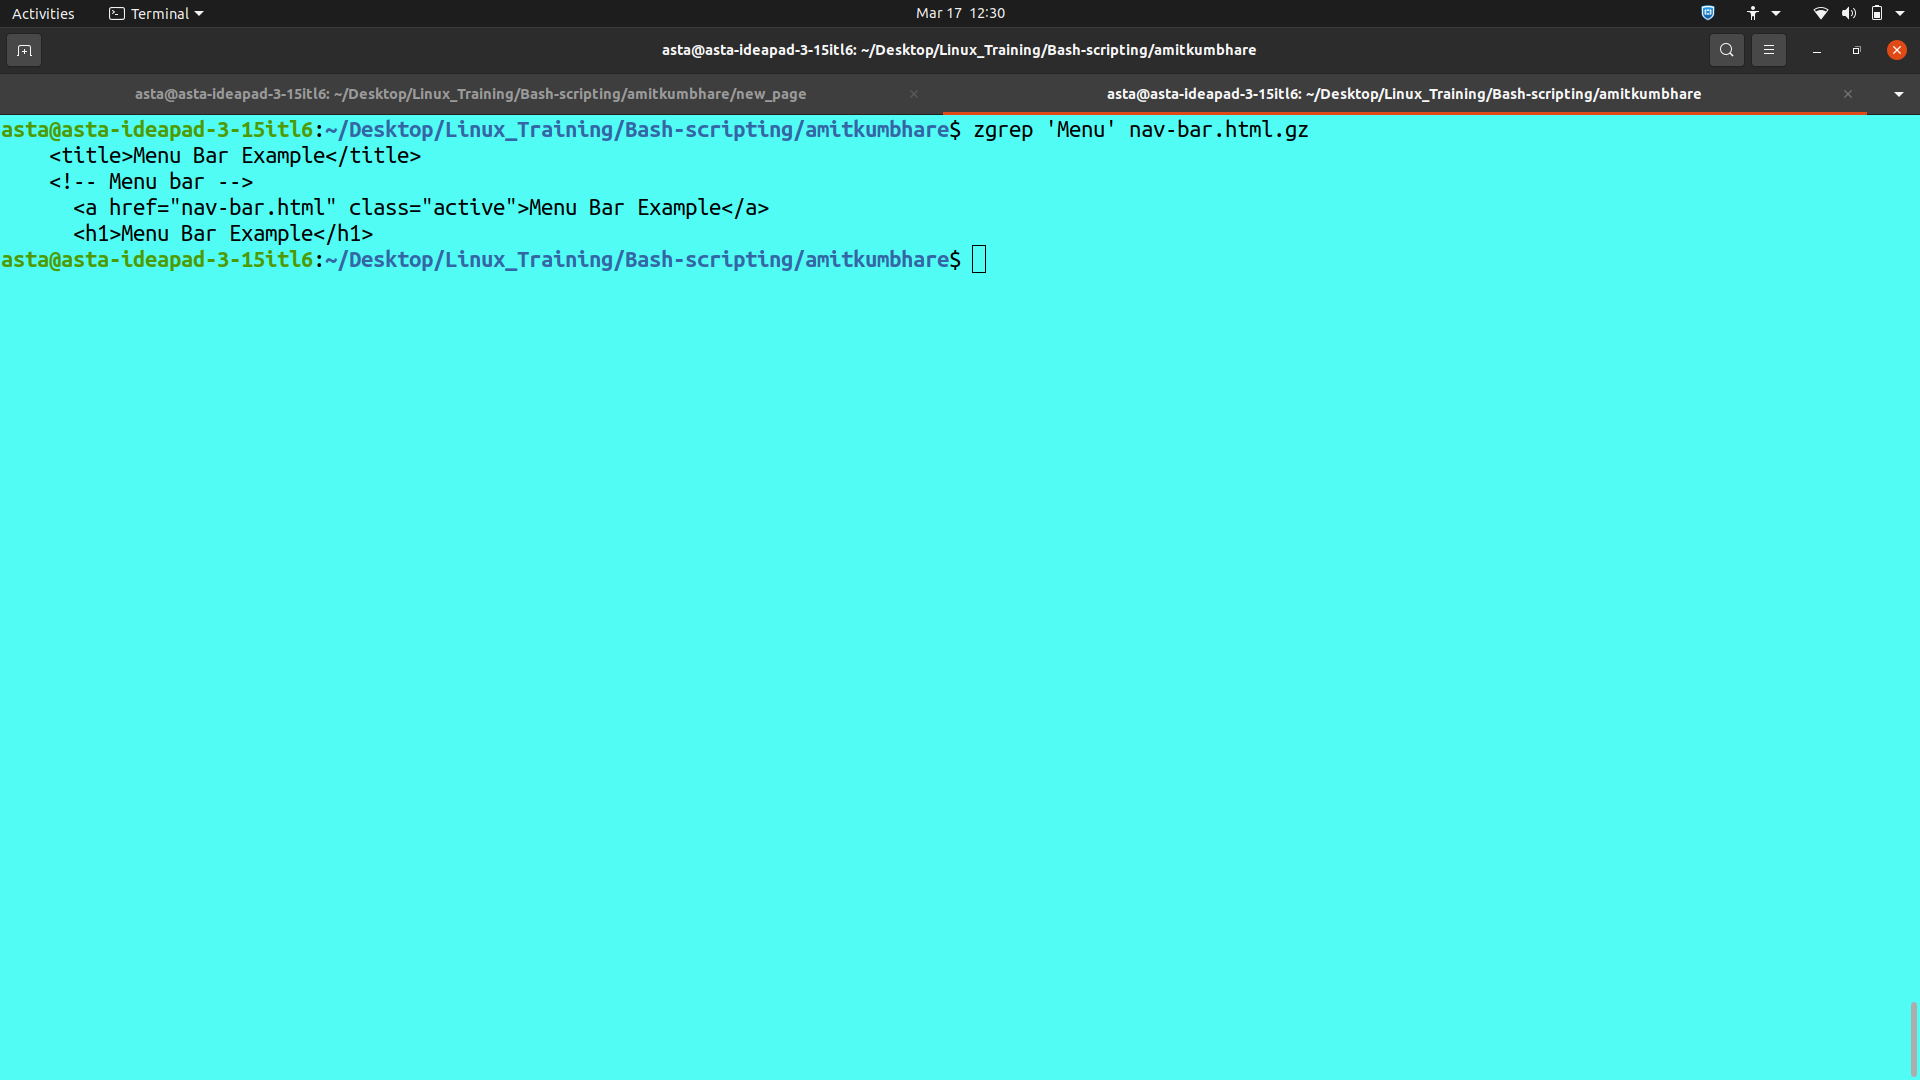 Activities Terminal Mar 17 12:30
asta@asta-ideapad-3-15itl6: ~/Desktop/Linux_Training/Bash-scripting/amitkumbhare
asta@asta-ideapad-3-15itl6: ~/Desktop/Linux_Training/Bash-scripting/amitkumbhare/new_page
asta@asta-ideapad-3-15itl6: ~/Desktop/Linux_Training/Bash-scripting/amitkumbhare
asta@asta-ideapad-3-15itl6:~/Desktop/Linux_Training/Bash-scripting/amitkumbhare$ zgrep 'Menu' nav-bar.html.gz
    <title>Menu Bar Example</title>
    <!-- Menu bar -->
      <a href="nav-bar.html" class="active">Menu Bar Example</a>
      <h1>Menu Bar Example</h1>
asta@asta-ideapad-3-15itl6:~/Desktop/Linux_Training/Bash-scripting/amitkumbhare$